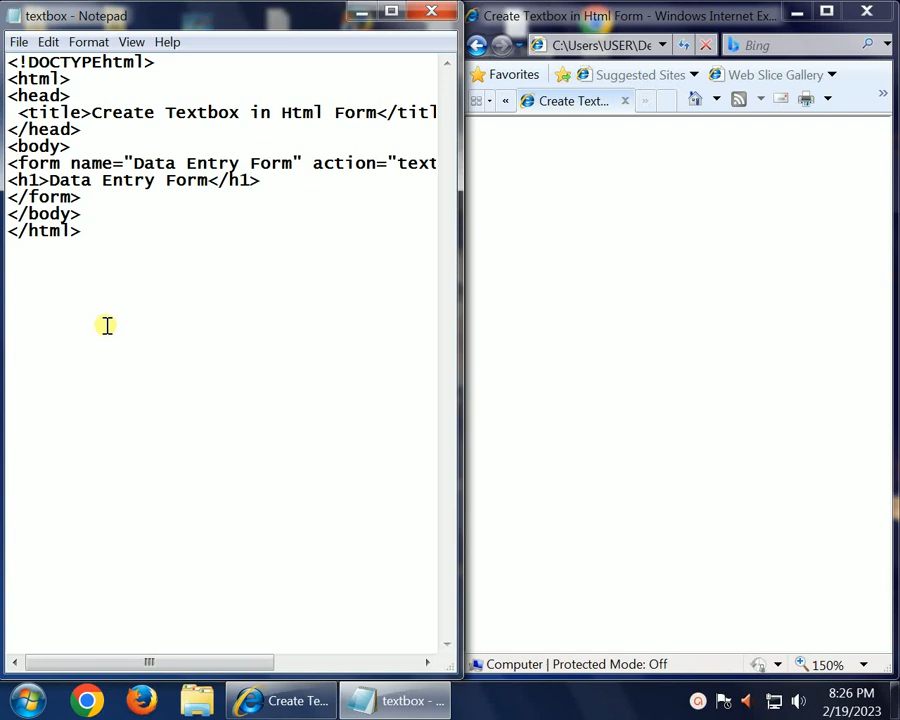 textbox - Notepad
File Edit Format View Help
<!DOCTYPEhtml>
<html>
<head>
<title>Create Textbox in Html Form</titl
</head>
<body>
<form name="Data Entry Form" action="text
<h1>Data Entry Form</h1>
</form>
</body>
</html>
Create Textbox in Html Form - Windows Internet Ex...
C:\Users\USER\De
Bing
Favorites
Suggested Sites
Web Slice Gallery
Create Text...
Computer | Protected Mode: Off
150%
Create Te...
textbox - ...
8:26 PM
2/19/2023